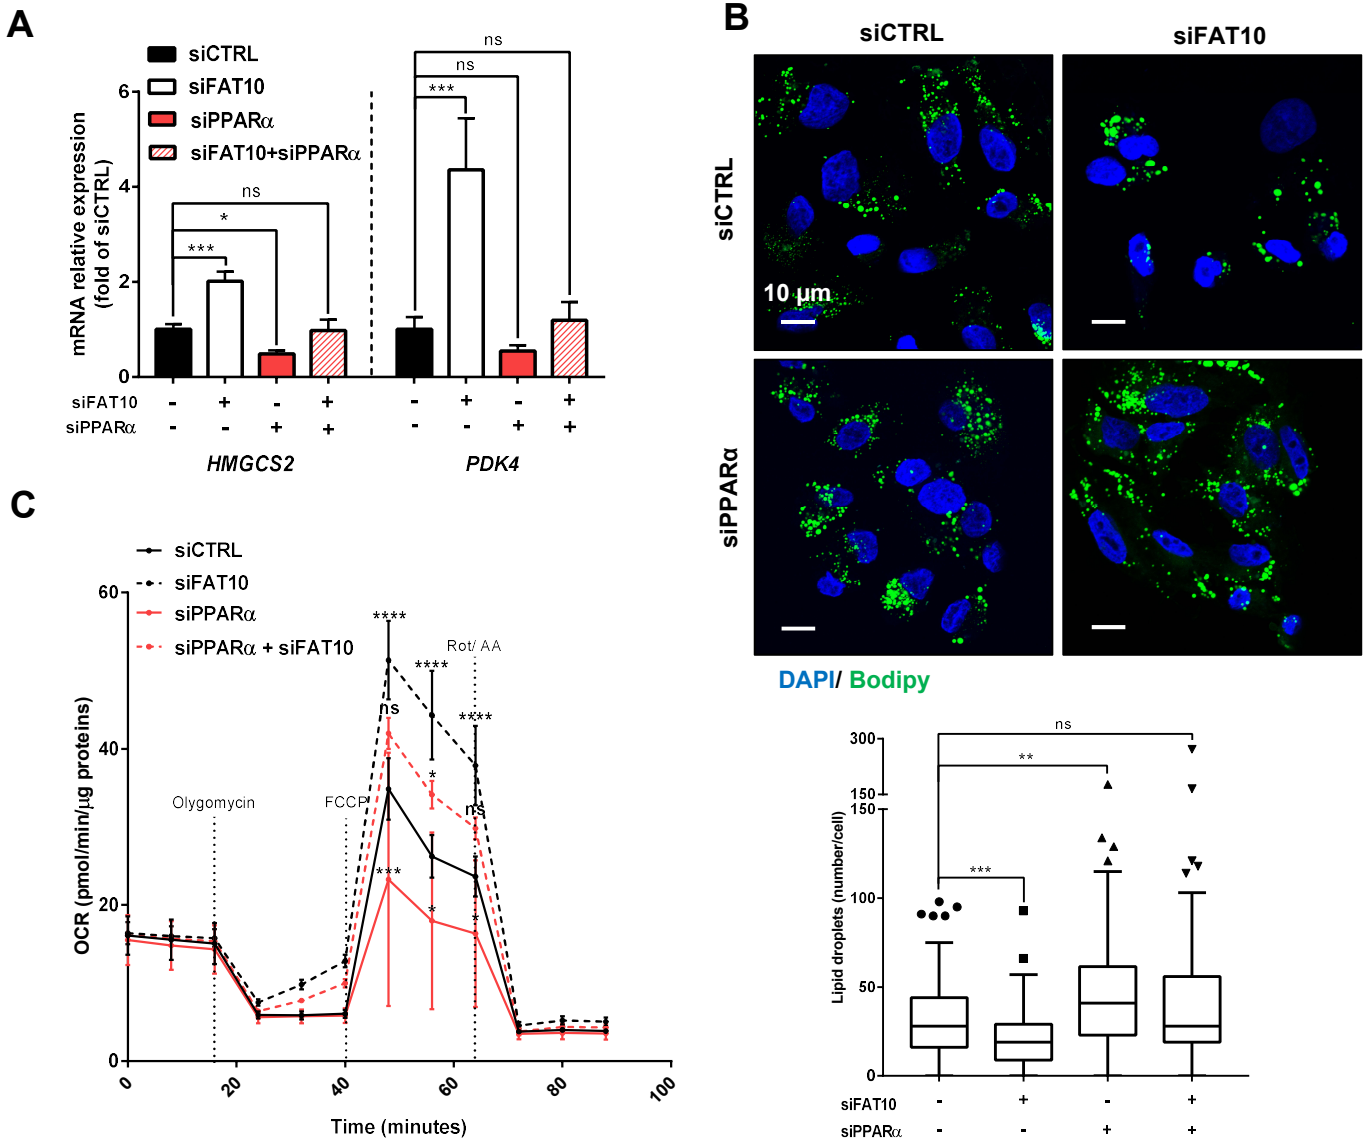 A
siCTRL
siFAT10
siPPARα
siFAT10+siPPARα
mRNA relative expression
(fold of siCTRL)
6
4
2
0
ns
*
***
ns
ns
***
siFAT10 - + - + - + - +
siPPARα - - + + - - + +
HMGCS2 PDK4
B
siCTRL siFAT10
siCTRL
10 µm
siPPARα
DAPI/ Bodipy
Lipid droplets (number/cell)
300
150
150
100
50
0
ns
**
***
siFAT10 - + - +
siPPARα - - + +
C
siCTRL
siFAT10
siPPARα
siPPARα + siFAT10
OCR (pmol/min/µg proteins)
60
40
20
0
Olygomycin
FCCP
Rot/ AA
****
****
****
ns
*
ns
***
*
*
0 20 40 60 80 100
Time (minutes)